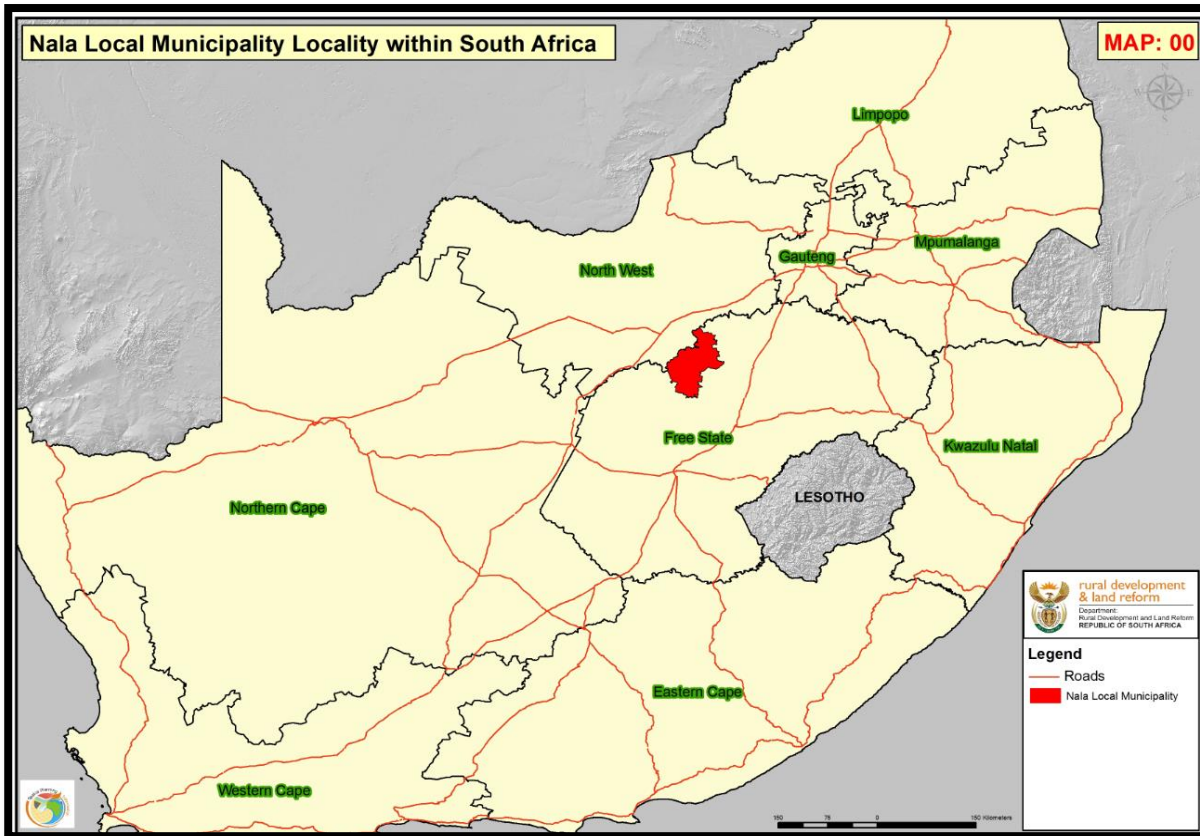 Nala Local Municipality Locality within South Africa
MAP: 00
N
W
E
S
Limpopo
Mpumalanga
Gauteng
North West
Free State
Kwazulu Natal
LESOTHO
Northern Cape
Eastern Cape
Western Cape
rural development
& land reform
Department:
Rural Development and Land Reform
REPUBLIC OF SOUTH AFRICA
Legend
Roads
Nala Local Municipality
150 75 0 150 Kilometers